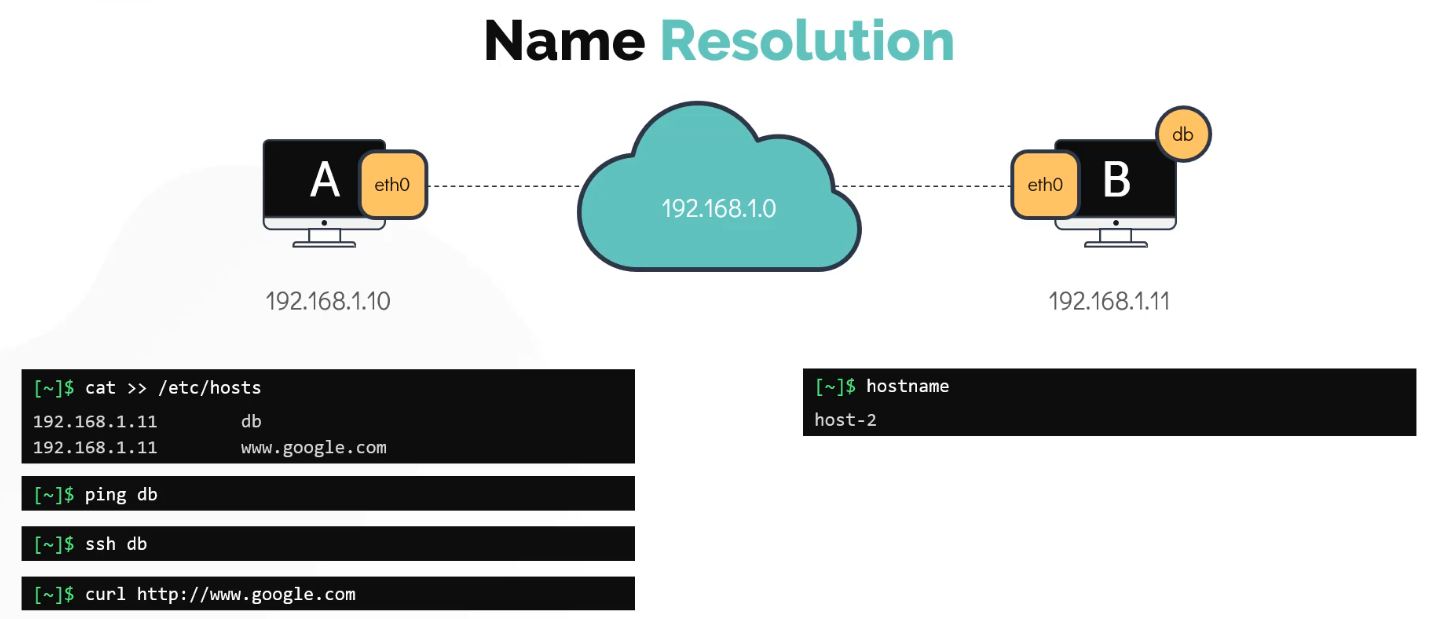 Name Resolution
A
eth0
192.168.1.0
eth0
B
db
192.168.1.10
192.168.1.11
[~]$ cat >> /etc/hosts
192.168.1.11 db
192.168.1.11 www.google.com
[~]$ ping db
[~]$ ssh db
[~]$ curl http://www.google.com
[~]$ hostname
host-2